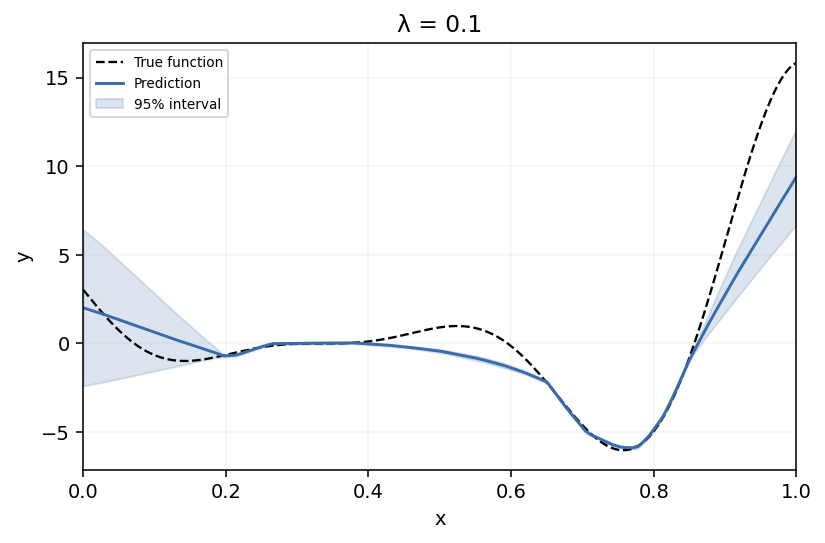 λ = 0.1
True function
Prediction
95% interval
y
15
10
5
0
−5
0.0 0.2 0.4 0.6 0.8 1.0
x